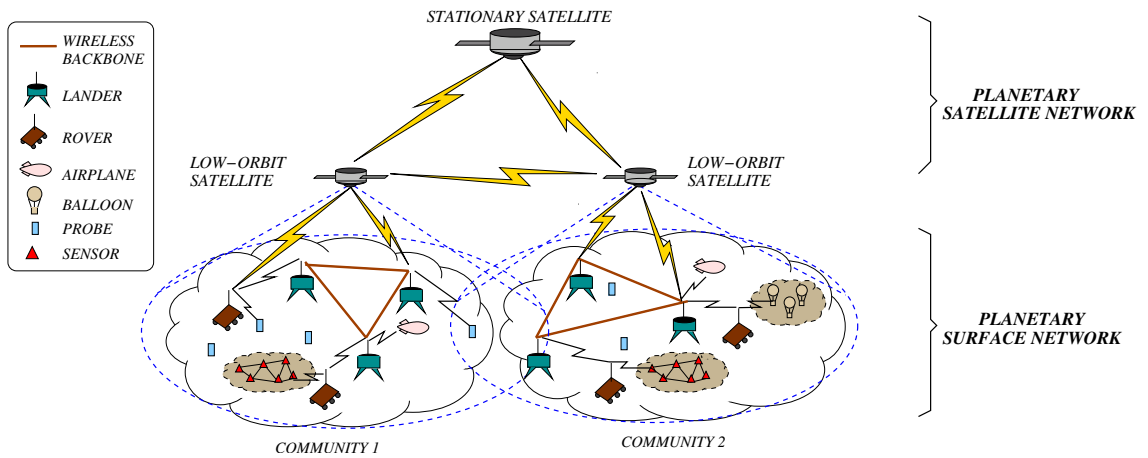 STATIONARY SATELLITE
WIRELESS
BACKBONE
LANDER
ROVER
AIRPLANE
BALLOON
PROBE
SENSOR
PLANETARY
SATELLITE NETWORK
LOW-ORBIT
SATELLITE
LOW-ORBIT
SATELLITE
PLANETARY
SURFACE NETWORK
COMMUNITY 1
COMMUNITY 2